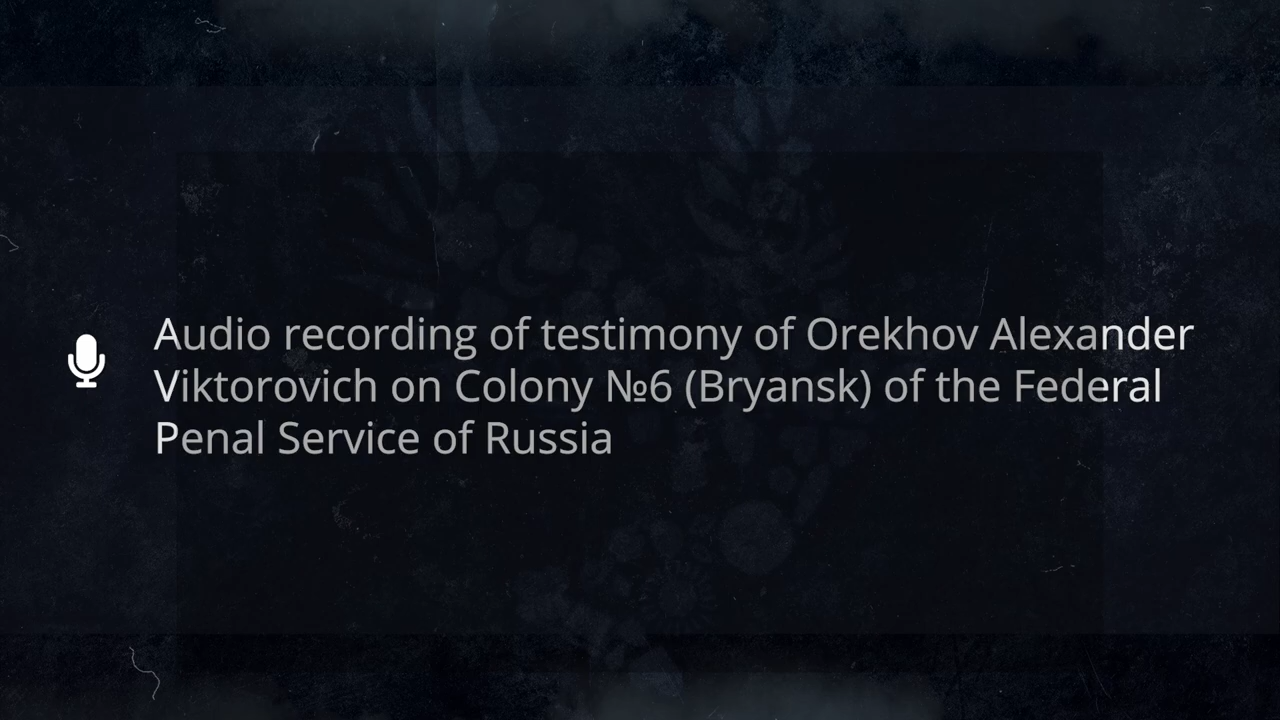 Audio recording of testimony of Orekhov Alexander
Viktorovich on Colony №6 (Bryansk) of the Federal
Penal Service of Russia